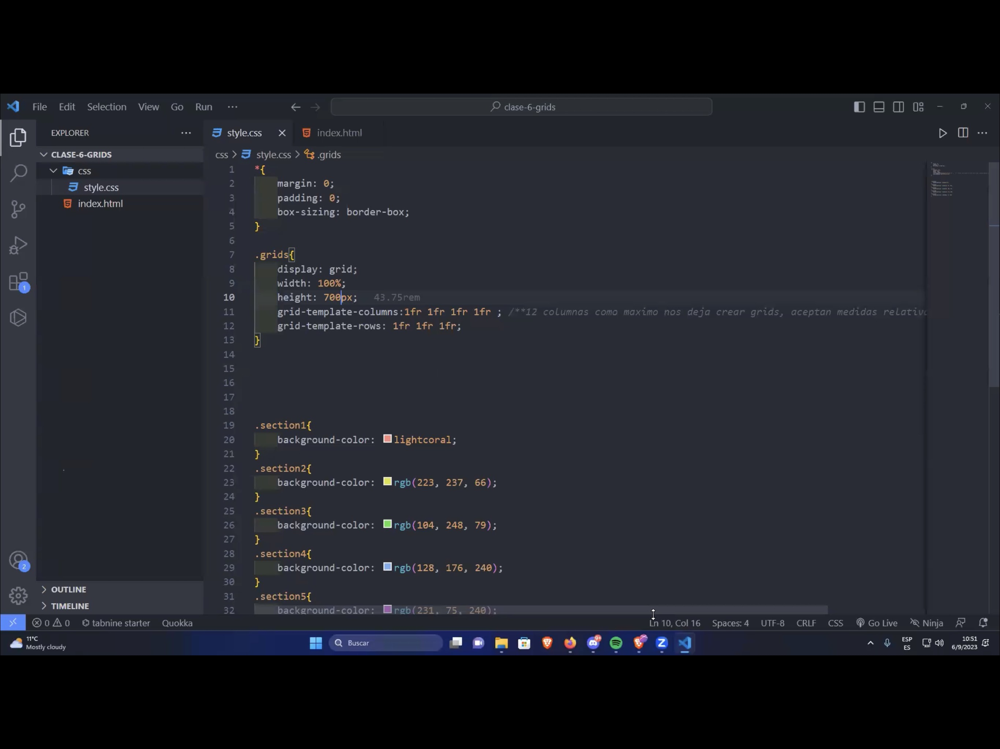 File Edit Selection View Go Run ···
clase-6-grids
EXPLORER
style.css
index.html
CLASE-6-GRIDS
css
style.css
index.html
css > style.css > .grids
1 *{
2 margin: 0;
3 padding: 0;
4 box-sizing: border-box;
5 }
6
7 .grids{
8 display: grid;
9 width: 100%;
10 height: 700px; 43.75rem
11 grid-template-columns:1fr 1fr 1fr 1fr ; /**12 columnas como maximo nos deja crear grids, aceptan medidas
12 grid-template-rows: 1fr 1fr 1fr;
13 }
14
15
16
17
18
19 .section1{
20 background-color: lightcoral;
21 }
22 .section2{
23 background-color: rgb(223, 237, 66);
24 }
25 .section3{
26 background-color: rgb(104, 248, 79);
27 }
28 .section4{
29 background-color: rgb(128, 176, 240);
30 }
31 .section5{
32 background-color: rgb(231, 75, 240);
1
2
OUTLINE
TIMELINE
0 0 tabnine starter Quokka
Ln 10, Col 16 Spaces: 4 UTF-8 CRLF CSS Go Live Ninja
11°C
Mostly cloudy
Buscar
9+
ESP
ES
10:51
6/9/2023